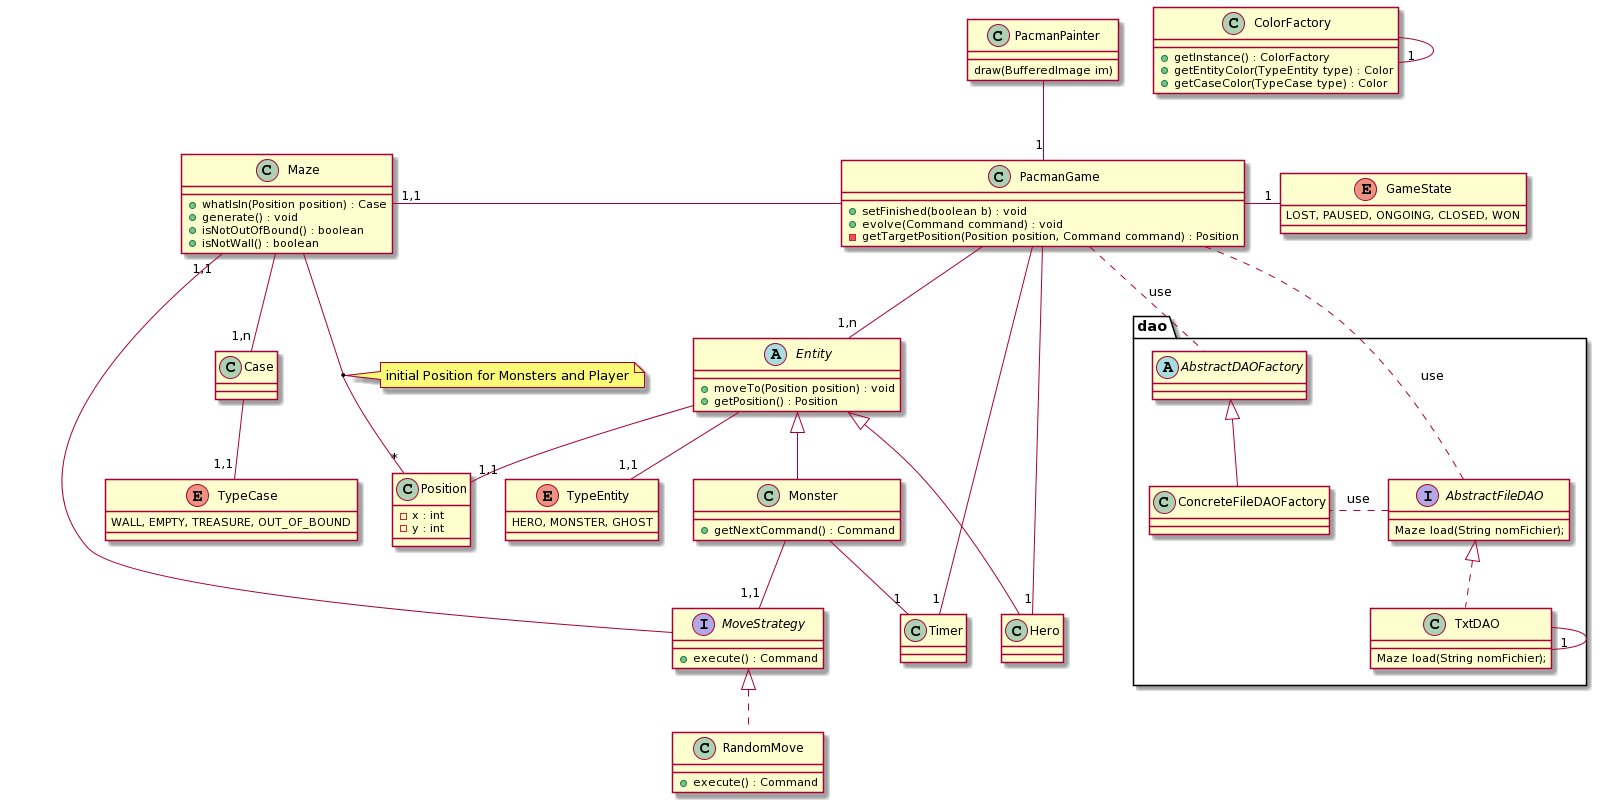 C PacmanPainter
draw(BufferedImage im)
C ColorFactory
getInstance() : ColorFactory
getEntityColor(TypeEntity type) : Color
getCaseColor(TypeCase type) : Color
1
1
C Maze
whatIsIn(Position position) : Case
generate() : void
isNotOutOfBound() : boolean
isNotWall() : boolean
1,1
C PacmanGame
setFinished(boolean b) : void
evolve(Command command) : void
getTargetPosition(Position position, Command command) : Position
1
E GameState
LOST, PAUSED, ONGOING, CLOSED, WON
1,1
use
1,n
1,n
dao
use
C Case
initial Position for Monsters and Player
A Entity
moveTo(Position position) : void
getPosition() : Position
A AbstractDAOFactory
1,1
*
1,1
1,1
E TypeCase
WALL, EMPTY, TREASURE, OUT_OF_BOUND
C Position
x : int
y : int
E TypeEntity
HERO, MONSTER, GHOST
C Monster
getNextCommand() : Command
C ConcreteFileDAOFactory
use
I AbstractFileDAO
Maze load(String nomFichier);
1,1
1
1
1
I MoveStrategy
execute() : Command
C Timer
C Hero
C TxtDAO
Maze load(String nomFichier);
1
C RandomMove
execute() : Command